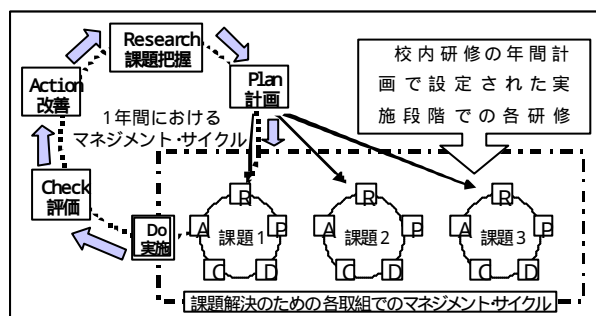 Research
課題把握
Action
改善
Plan
計画
校内研修の年間計
画で設定された実
施段階での各研修
1年間における
マネジメント・サイクル
Check
評価
Do
実施
R
A
P
課題1
C
D
R
A
P
課題2
C
D
R
A
P
課題3
C
D
課題解決のための各取組でのマネジメント・サイクル